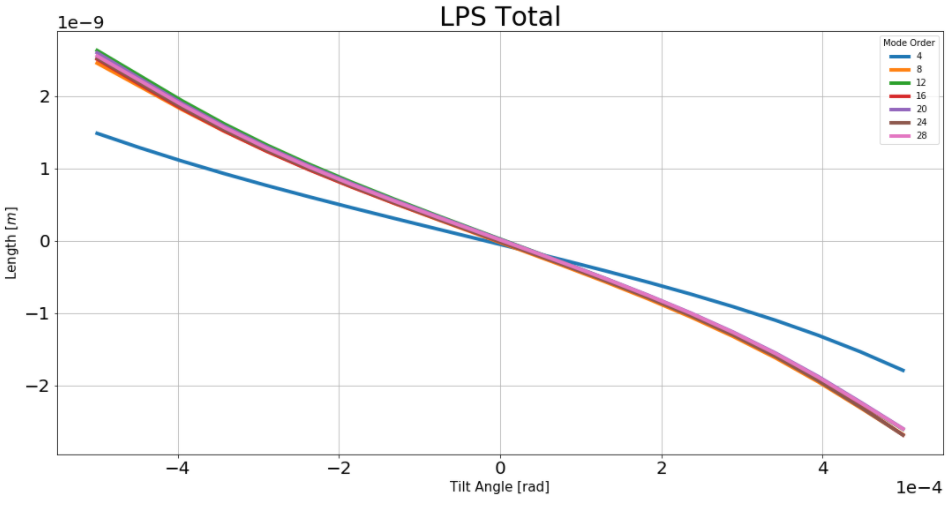 LPS Total
1e−9
Mode Order
4
8
12
16
20
24
28
2
1
0
−1
−2
Length [m]
−4 −2 0 2 4
Tilt Angle [rad]
1e−4